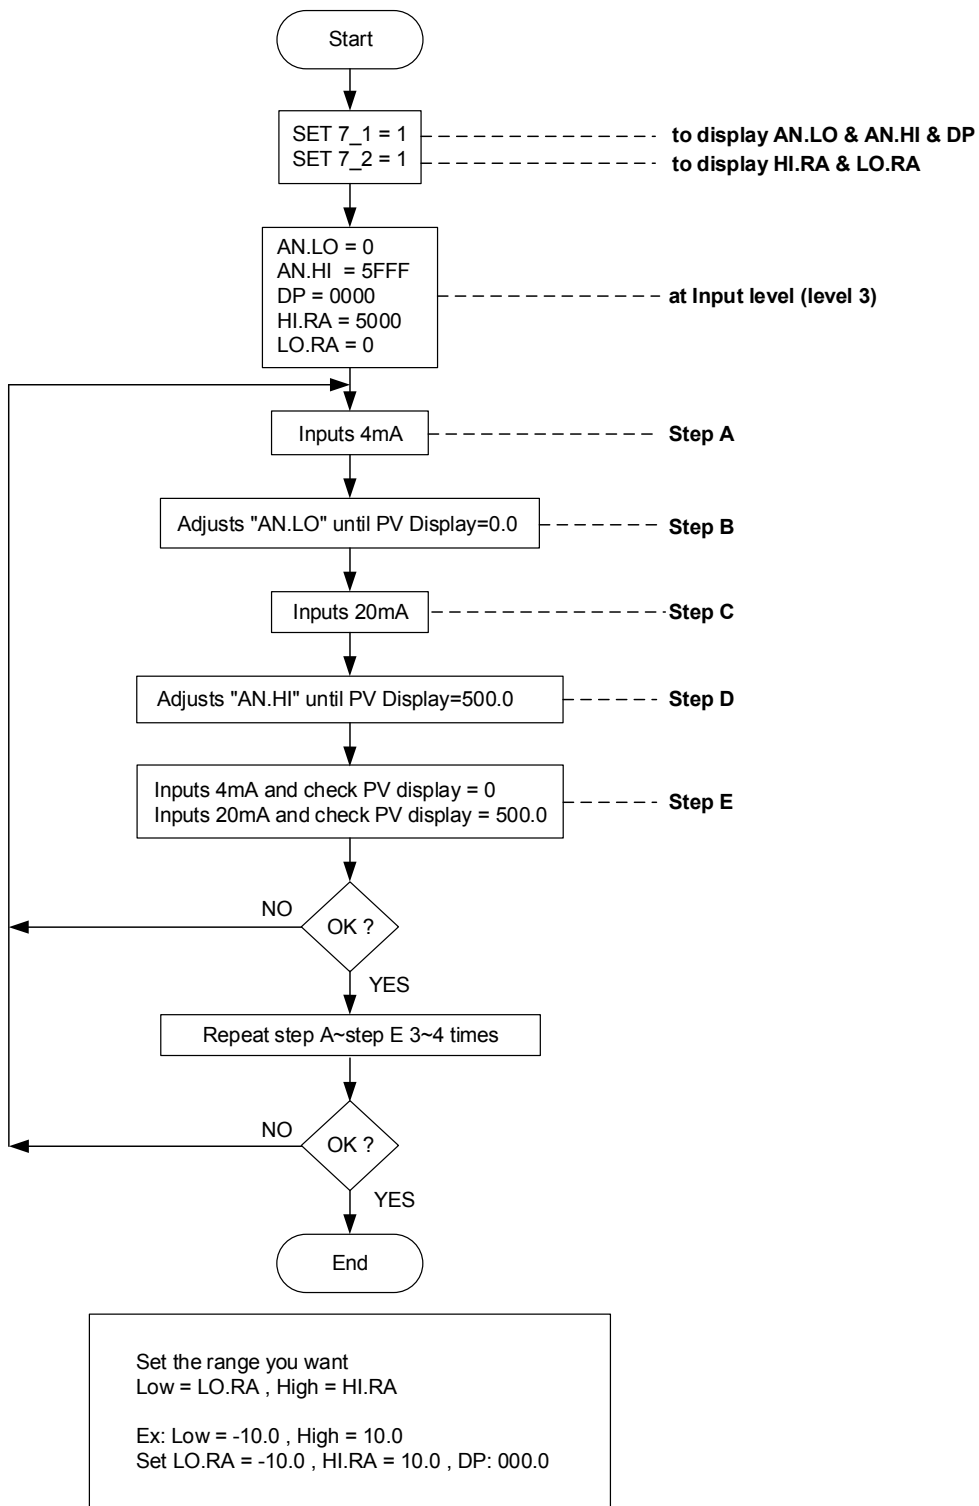 Start
SET 7_1 = 1
to display AN.LO & AN.HI & DP
SET 7_2 = 1
to display HI.RA & LO.RA
AN.LO = 0
AN.HI = 5FFF
DP = 0000
HI.RA = 5000
LO.RA = 0
at Input level (level 3)
Inputs 4mA
Step A
Adjusts "AN.LO" until PV Display=0.0
Step B
Inputs 20mA
Step C
Adjusts "AN.HI" until PV Display=500.0
Step D
Inputs 4mA and check PV display = 0
Inputs 20mA and check PV display = 500.0
Step E
NO
OK ?
YES
Repeat step A~step E 3~4 times
NO
OK ?
YES
End
Set the range you want
Low = LO.RA , High = HI.RA
Ex: Low = -10.0 , High = 10.0
Set LO.RA = -10.0 , HI.RA = 10.0 , DP: 000.0